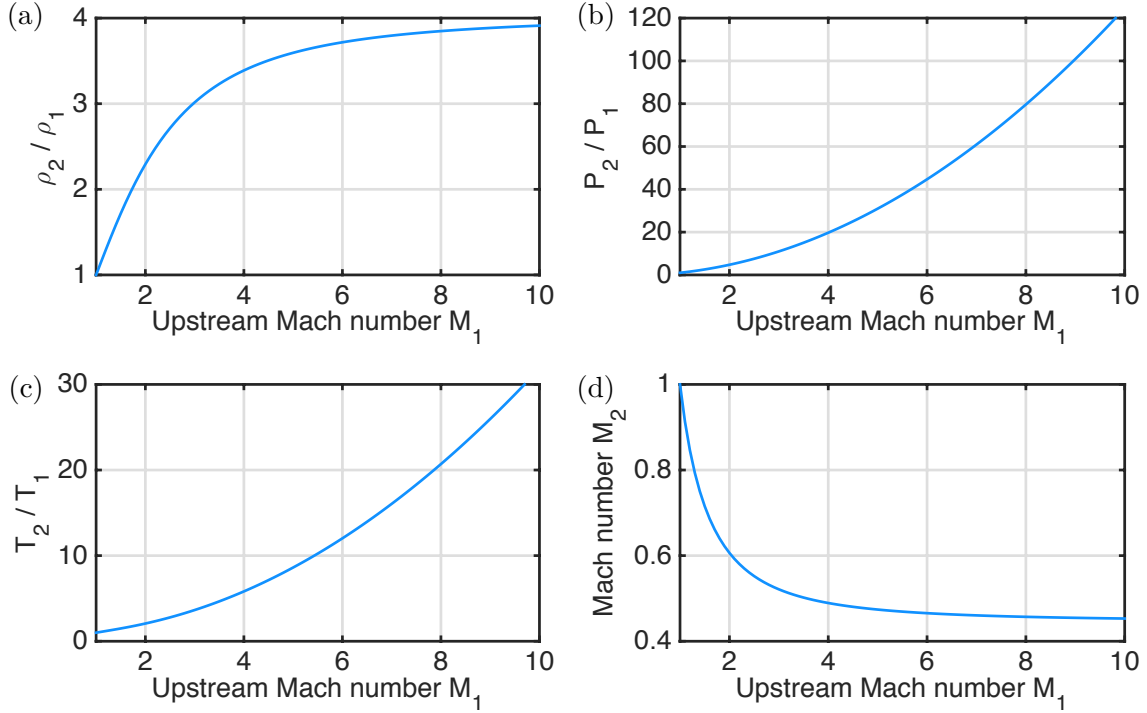 (a)
4
3
2
1
ρ₂ / ρ₁
2 4 6 8 10
Upstream Mach number M₁
(b)
120
100
80
60
40
20
0
P₂ / P₁
2 4 6 8 10
Upstream Mach number M₁
(c)
30
20
10
0
T₂ / T₁
2 4 6 8 10
Upstream Mach number M₁
(d)
1
0.8
0.6
0.4
Mach number M₂
2 4 6 8 10
Upstream Mach number M₁